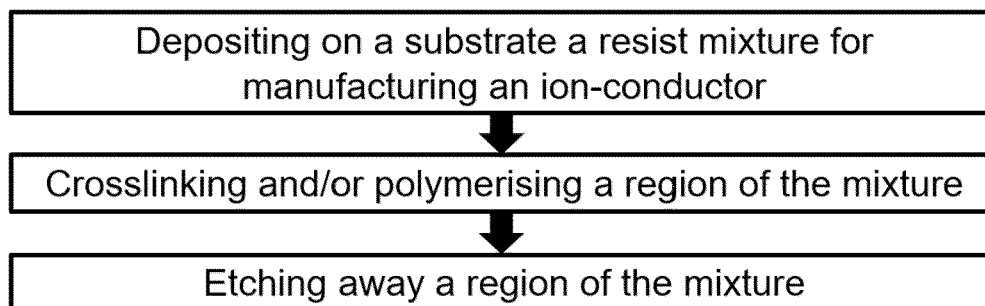 Depositing on a substrate a resist mixture for
manufacturing an ion-conductor
Crosslinking and/or polymerising a region of the mixture
Etching away a region of the mixture